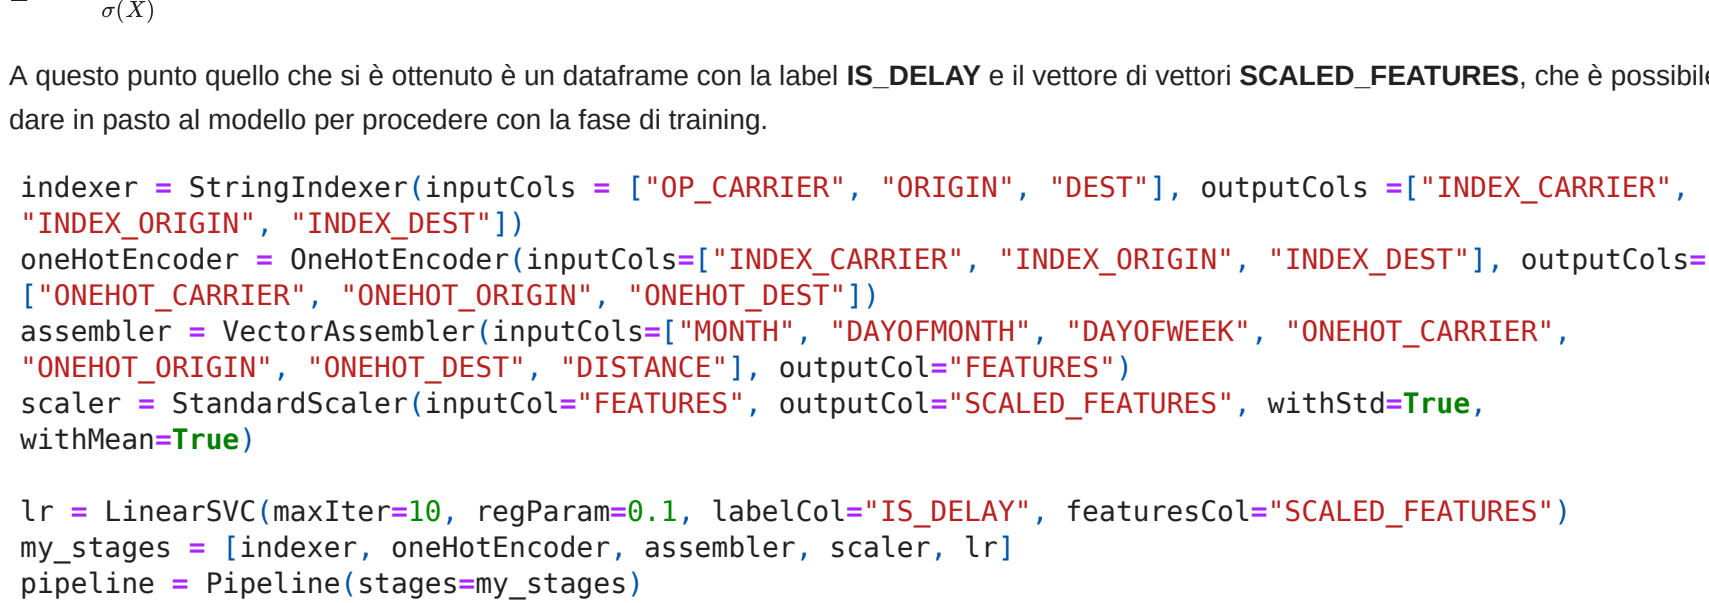 σ(X)
A questo punto quello che si è ottenuto è un dataframe con la label IS_DELAY e il vettore di vettori SCALED_FEATURES, che è possibile
dare in pasto al modello per procedere con la fase di training.
indexer = StringIndexer(inputCols = ["OP_CARRIER", "ORIGIN", "DEST"], outputCols =["INDEX_CARRIER",
"INDEX_ORIGIN", "INDEX_DEST"])
oneHotEncoder = OneHotEncoder(inputCols=["INDEX_CARRIER", "INDEX_ORIGIN", "INDEX_DEST"], outputCols=
["ONEHOT_CARRIER", "ONEHOT_ORIGIN", "ONEHOT_DEST"])
assembler = VectorAssembler(inputCols=["MONTH", "DAYOFMONTH", "DAYOFWEEK", "ONEHOT_CARRIER",
"ONEHOT_ORIGIN", "ONEHOT_DEST", "DISTANCE"], outputCol="FEATURES")
scaler = StandardScaler(inputCol="FEATURES", outputCol="SCALED_FEATURES", withStd=True,
withMean=True)
lr = LinearSVC(maxIter=10, regParam=0.1, labelCol="IS_DELAY", featuresCol="SCALED_FEATURES")
my_stages = [indexer, oneHotEncoder, assembler, scaler, lr]
pipeline = Pipeline(stages=my_stages)